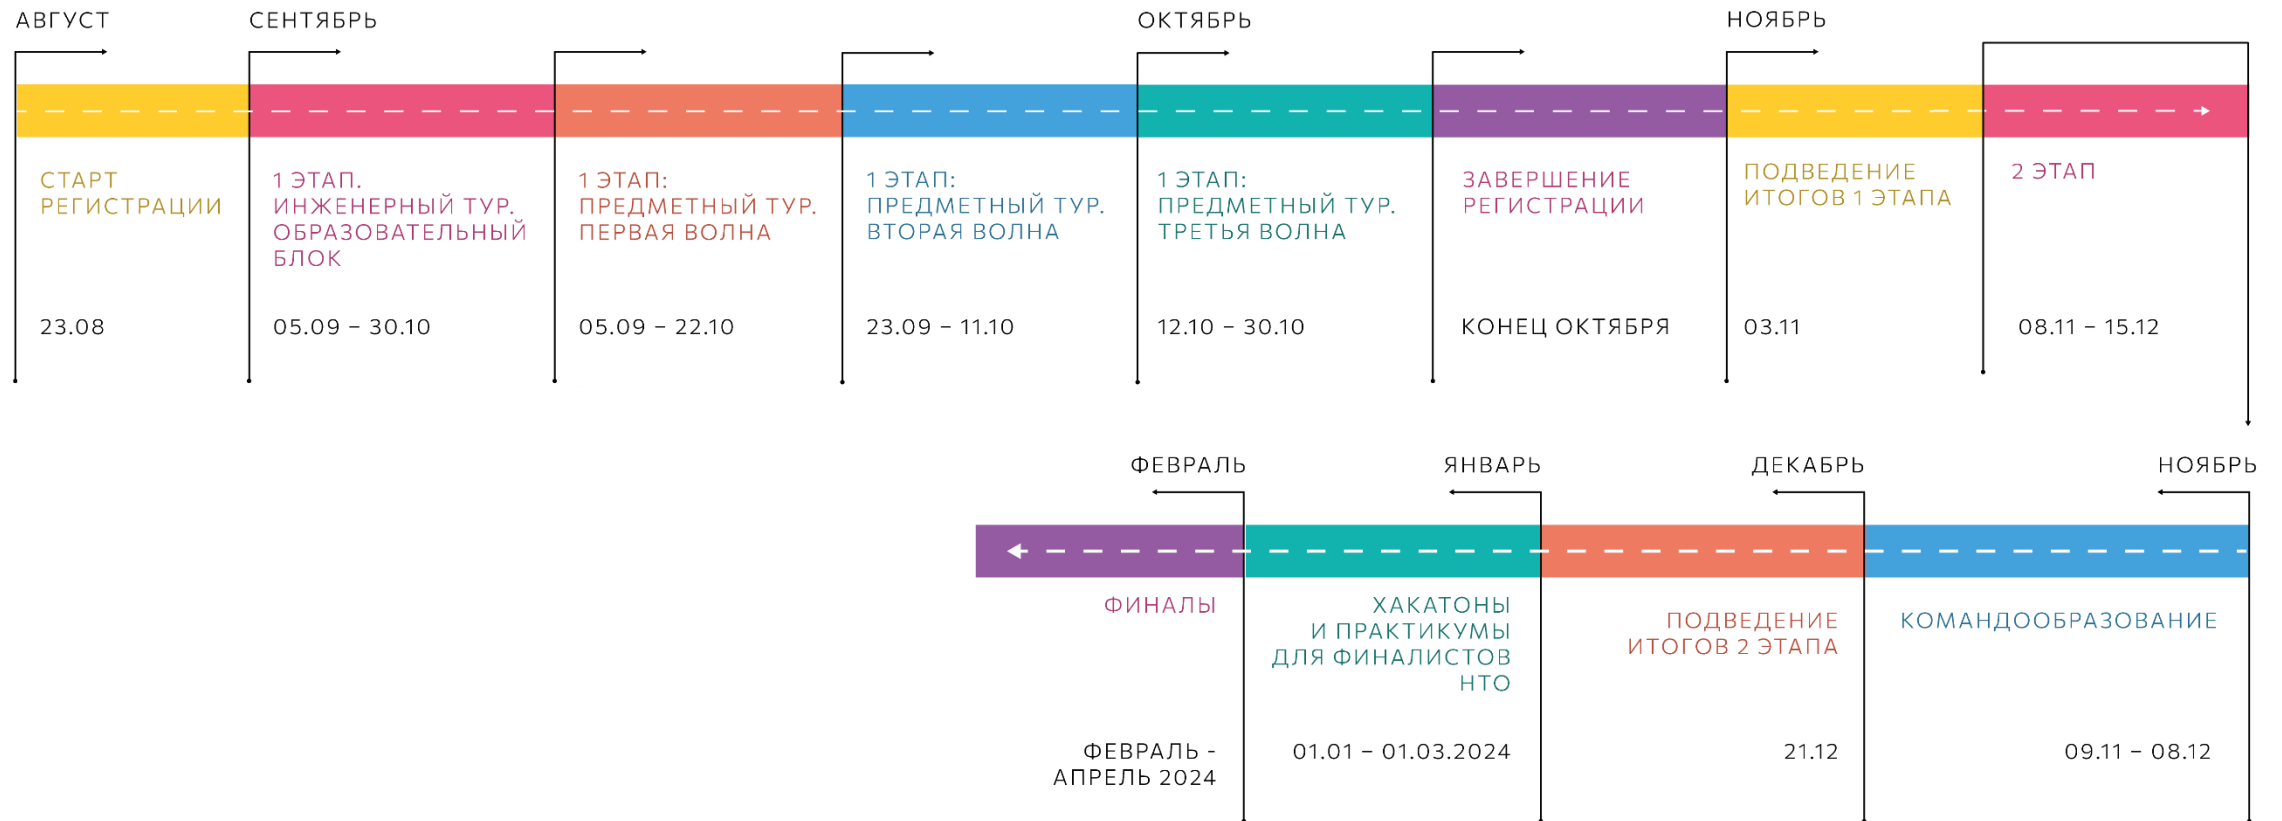 АВГУСТ
СЕНТЯБРЬ
ОКТЯБРЬ
НОЯБРЬ
СТАРТ
РЕГИСТРАЦИИ
23.08
1 ЭТАП.
ИНЖЕНЕРНЫЙ ТУР.
ОБРАЗОВАТЕЛЬНЫЙ
БЛОК
05.09 – 30.10
1 ЭТАП:
ПРЕДМЕТНЫЙ ТУР.
ПЕРВАЯ ВОЛНА
05.09 – 22.10
1 ЭТАП:
ПРЕДМЕТНЫЙ ТУР.
ВТОРАЯ ВОЛНА
23.09 – 11.10
1 ЭТАП:
ПРЕДМЕТНЫЙ ТУР.
ТРЕТЬЯ ВОЛНА
12.10 – 30.10
ЗАВЕРШЕНИЕ
РЕГИСТРАЦИИ
КОНЕЦ ОКТЯБРЯ
ПОДВЕДЕНИЕ
ИТОГОВ 1 ЭТАПА
03.11
2 ЭТАП
08.11 – 15.12
НОЯБРЬ
КОМАНДООБРАЗОВАНИЕ
09.11 – 08.12
ДЕКАБРЬ
ПОДВЕДЕНИЕ
ИТОГОВ 2 ЭТАПА
21.12
ЯНВАРЬ
ХАКАТОНЫ
И ПРАКТИКУМЫ
ДЛЯ ФИНАЛИСТОВ
НТО
01.01 – 01.03.2024
ФЕВРАЛЬ
ФИНАЛЫ
ФЕВРАЛЬ -
АПРЕЛЬ 2024